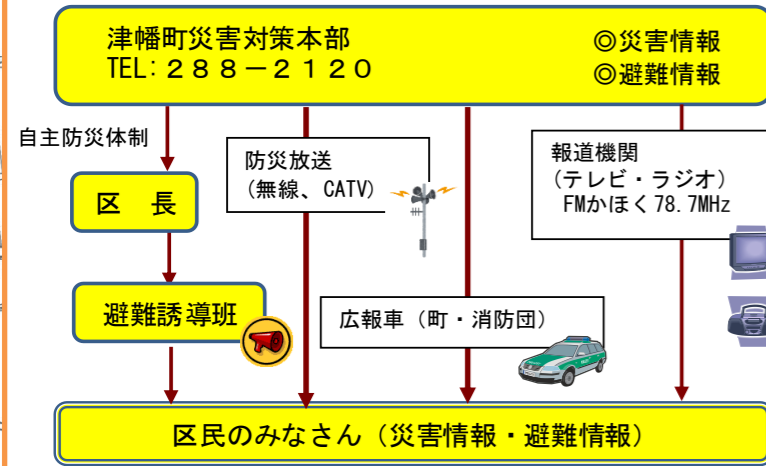 津幡町災害対策本部
TEL:２８８－２１２０
◎災害情報
◎避難情報
自主防災体制
防災放送
(無線、CATV)
報道機関
(テレビ・ラジオ)
FMかほく78.7MHz
区　長
避難誘導班
広報車（町・消防団）
区民のみなさん（災害情報・避難情報）